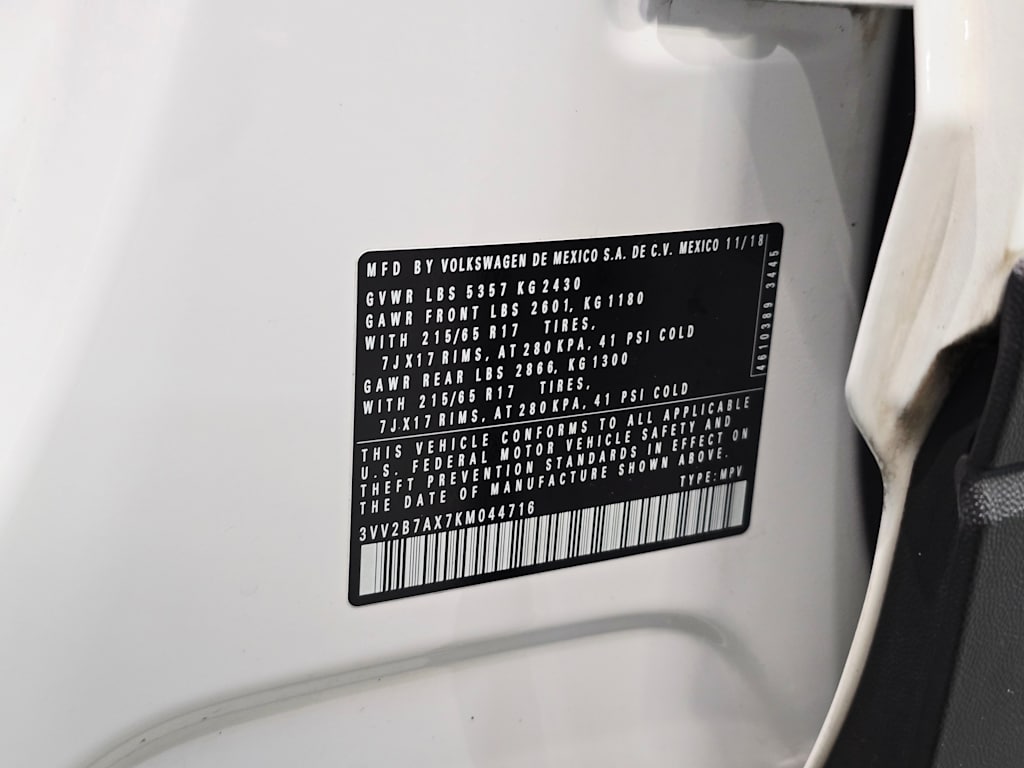 MFD BY VOLKSWAGEN DE MEXICO S.A. DE C.V. MEXICO 11/18
GVWR LBS 5357 KG 2430
GAWR FRONT LBS 2601, KG 1180
WITH 215/65 R17 TIRES,
7JX17 RIMS, AT 280 KPA, 41 PSI COLD
GAWR REAR LBS 2866, KG 1300
WITH 215/65 R17 TIRES,
7JX17 RIMS, AT 280 KPA, 41 PSI COLD
4610389 3445
THIS VEHICLE CONFORMS TO ALL APPLICABLE
U.S. FEDERAL MOTOR VEHICLE SAFETY AND
THEFT PREVENTION STANDARDS IN EFFECT ON
THE DATE OF MANUFACTURE SHOWN ABOVE.
TYPE: MPV
3VV2B7AX7KM044716